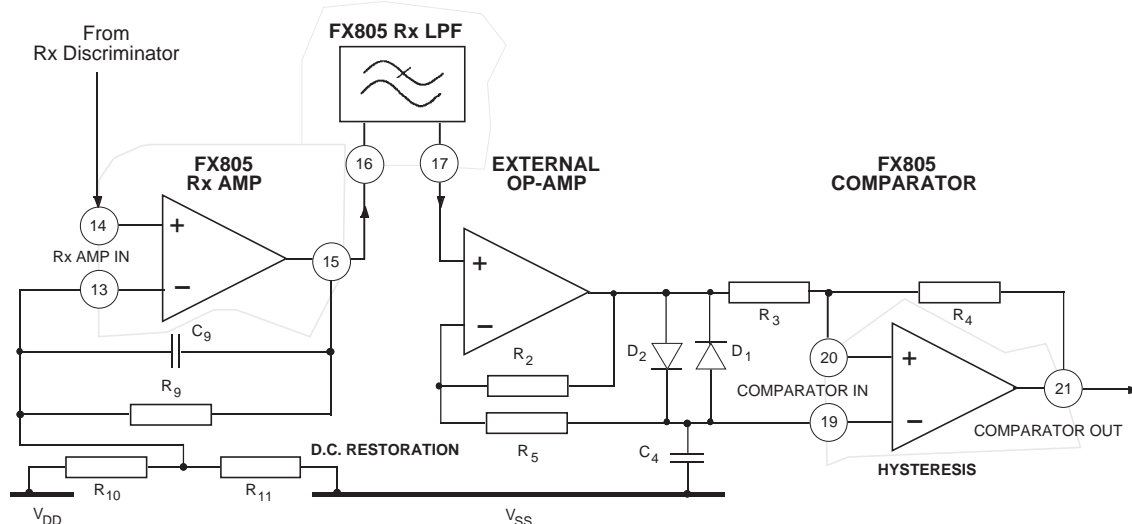 From
Rx Discriminator
FX805 Rx LPF
16
17
FX805
Rx AMP
EXTERNAL
OP-AMP
FX805
COMPARATOR
14
+
Rx AMP IN
15
13
−
C9
R9
+
−
R2
R5
D2
D1
R3
R4
20
+
COMPARATOR IN
21
19
−
COMPARATOR OUT
D.C. RESTORATION
C4
HYSTERESIS
R10
R11
VDD
VSS